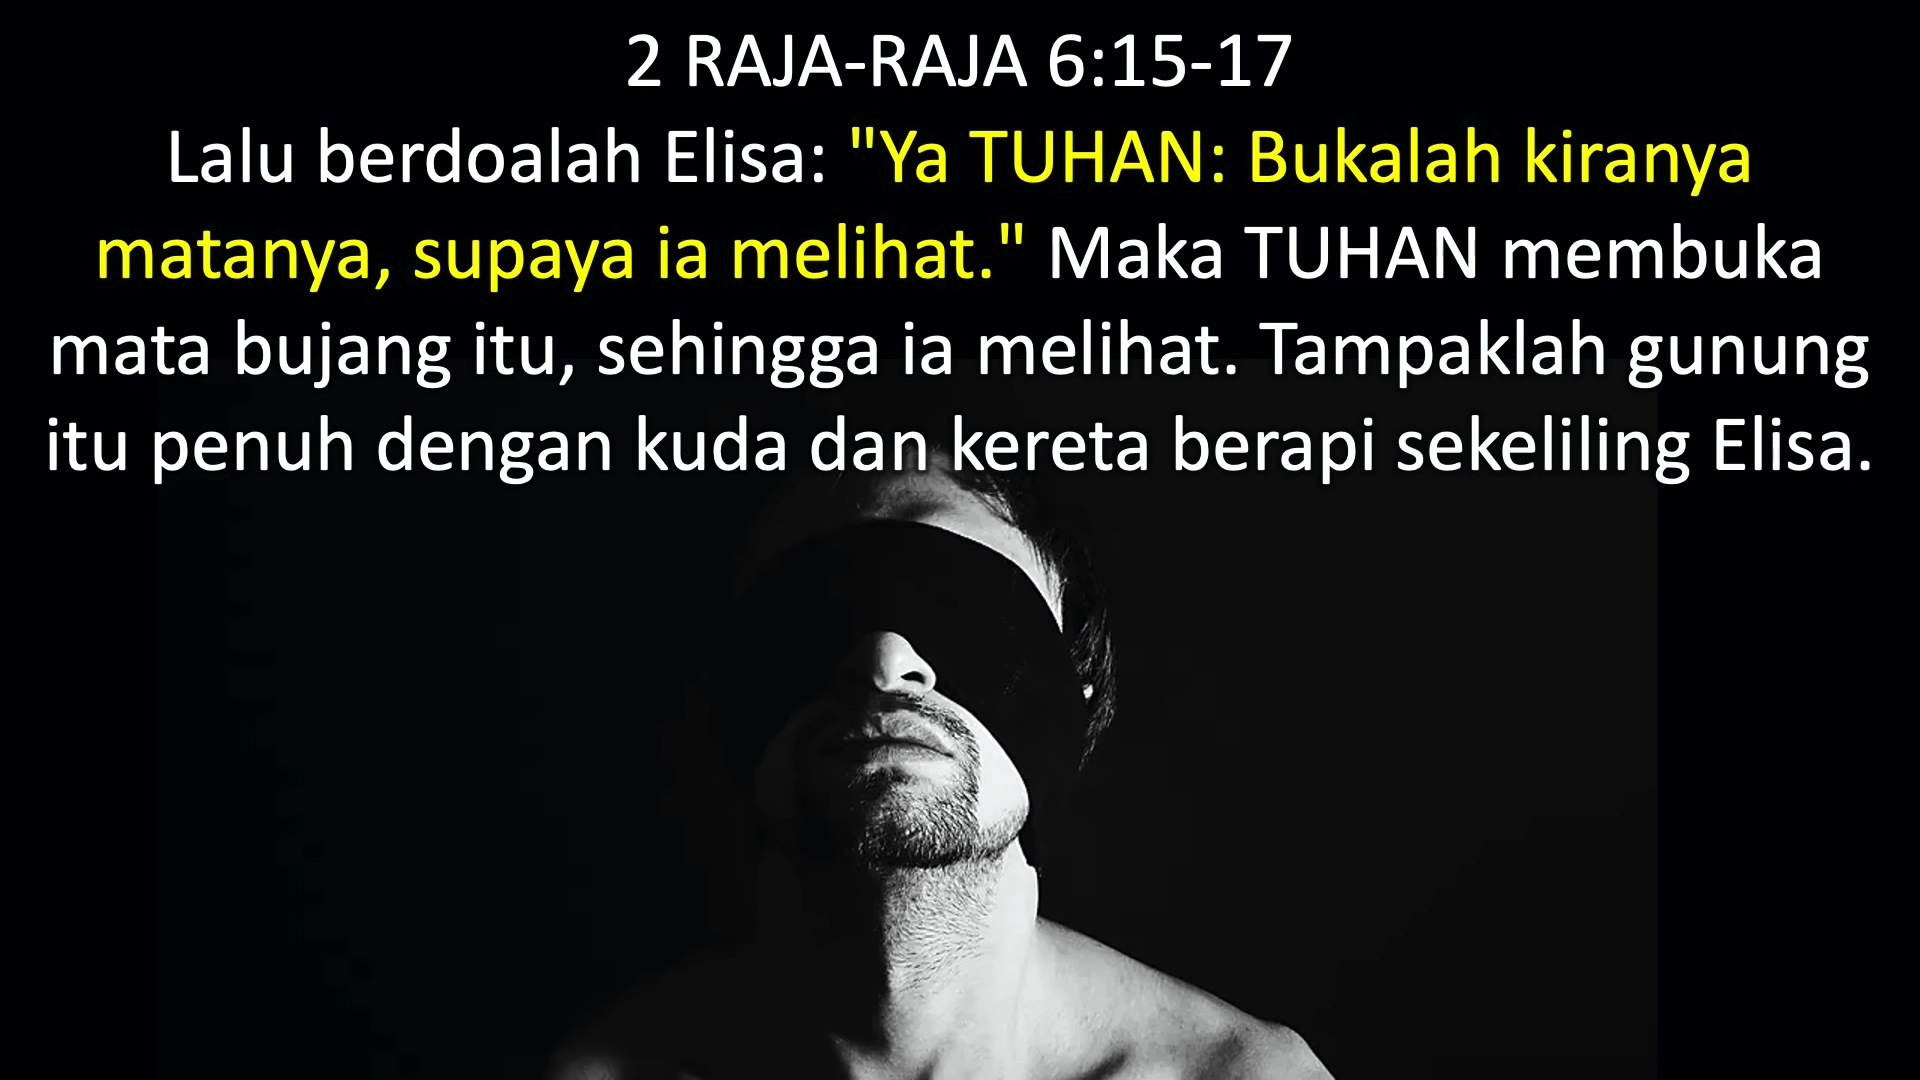 2 RAJA-RAJA 6:15-17
Lalu berdoalah Elisa: "Ya TUHAN: Bukalah kiranya
matanya, supaya ia melihat." Maka TUHAN membuka
mata bujang itu, sehingga ia melihat. Tampaklah gunung
itu penuh dengan kuda dan kereta berapi sekeliling Elisa.